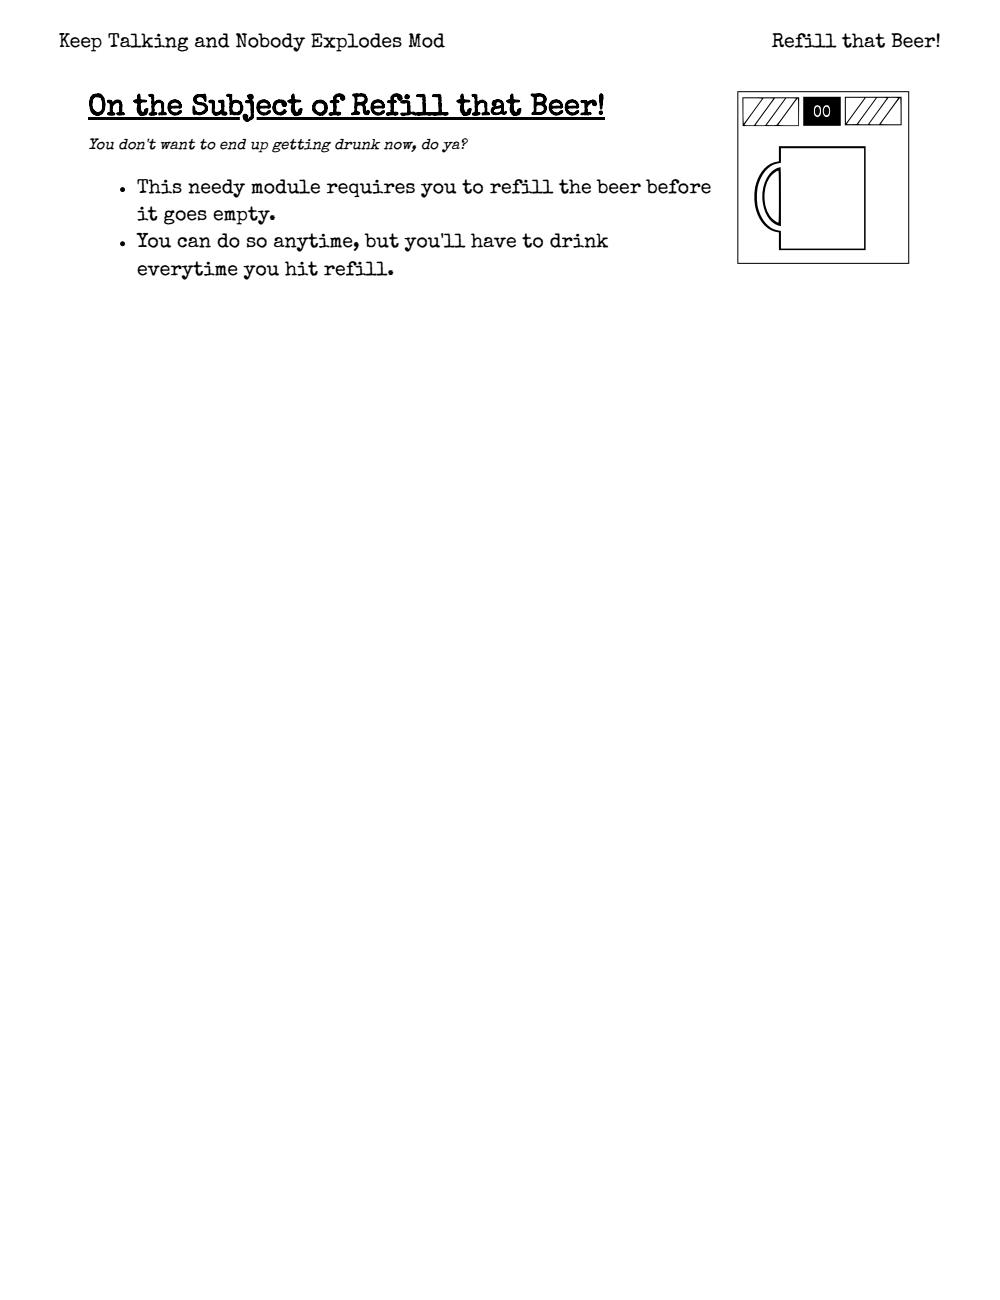 Keep Talking and Nobody Explodes Mod
Refill that Beer!
On the Subject of Refill that Beer!
You don't want to end up getting drunk now, do ya?
• This needy module requires you to refill the beer before
it goes empty.
• You can do so anytime, but you'll have to drink
everytime you hit refill.
00